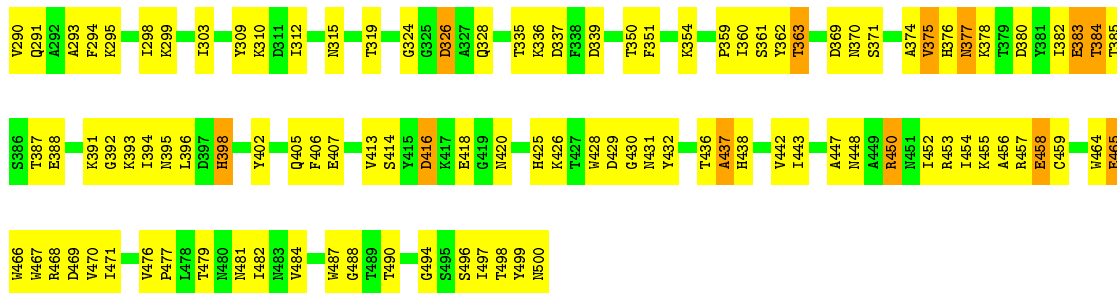 V290 Q291 A292 A293 F294 K295 I298 K299 I303 Y309 K310 D311 I312 N315 T319 G324 G325 D326 A327 Q328 T335 K336 D337 F338 D339 T350 F351 K354 P359 I360 S361 Y362 T363 D369 N370 S371 A374 V375 H376 N377 K378 T379 D380 Y381 I382 E383 T384 T385
S386 T387 E388 K391 G392 K393 I394 N395 L396 D397 H398 Y402 Q405 F406 E407 V413 S414 Y415 D416 K417 E418 G419 N420 H425 K426 T427 W428 D429 G430 N431 Y432 T436 A437 H438 V442 I443 A447 N448 A449 R450 N451 I452 R453 I454 K455 A456 R457 E458 C459 W464 E465
W466 W467 R468 D469 V470 I471 V476 P477 L478 T479 N480 N481 I482 N483 V484 W487 G488 T489 T490 G494 S495 S496 I497 T498 Y499 N500